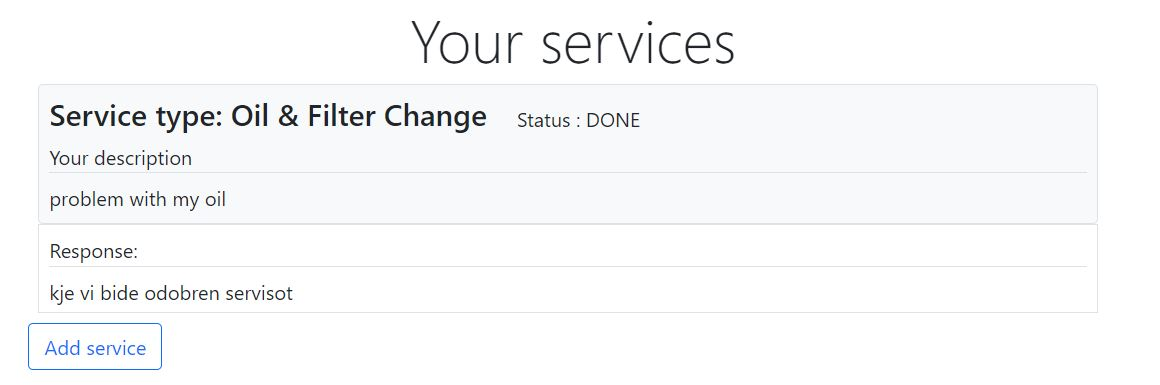 Your services
Service type: Oil & Filter Change Status : DONE
Your description
problem with my oil
Response:
kje vi bide odobren servisot
Add service